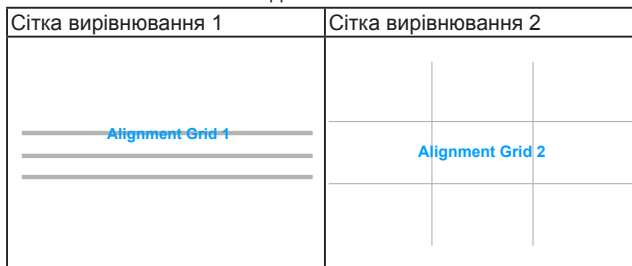 Сітка вирівнювання 1
Сітка вирівнювання 2
Alignment Grid 1
Alignment Grid 2